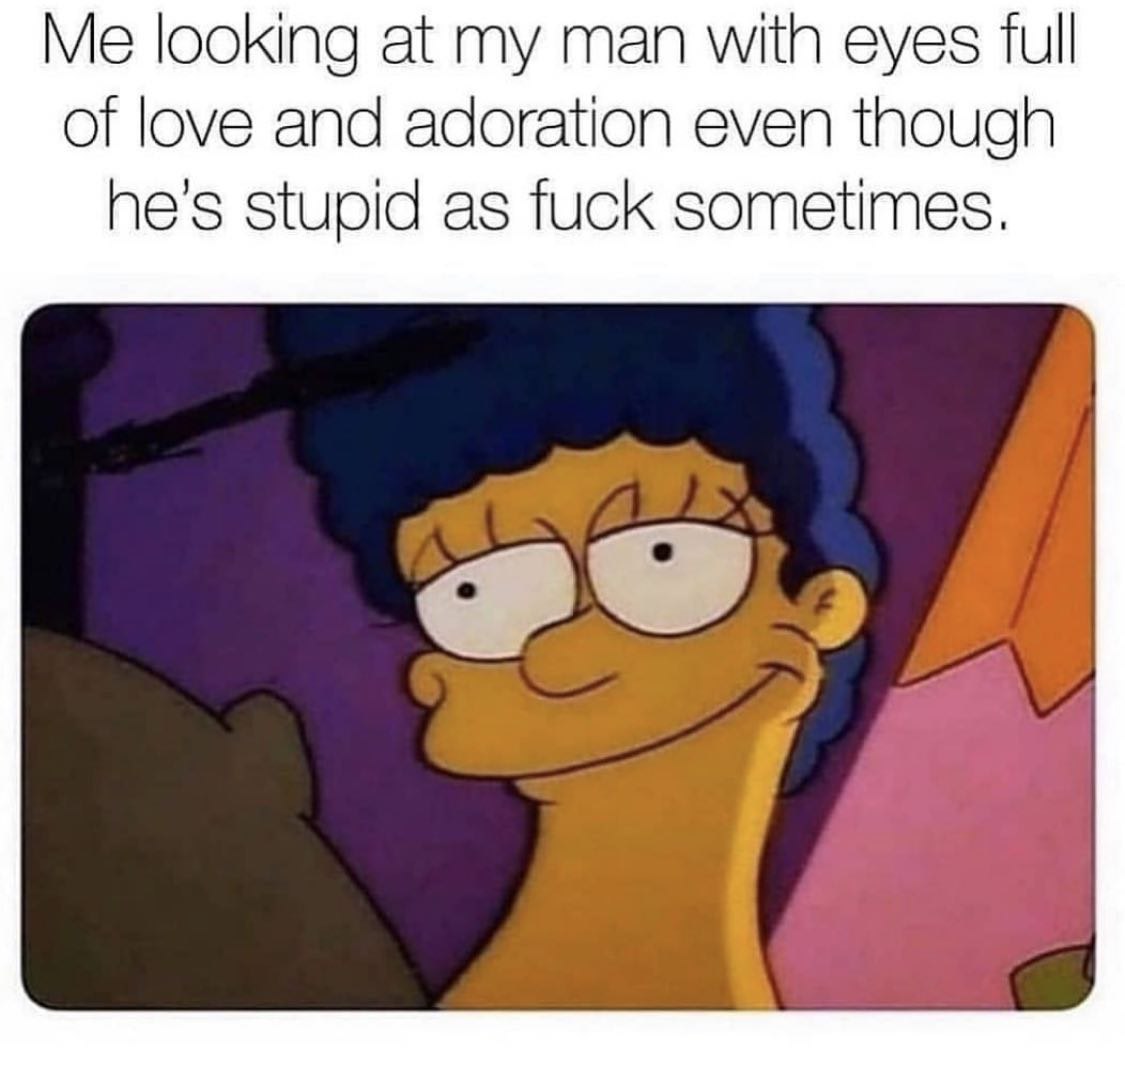 Me looking at my man with eyes full
of love and adoration even though
he's stupid as fuck sometimes.